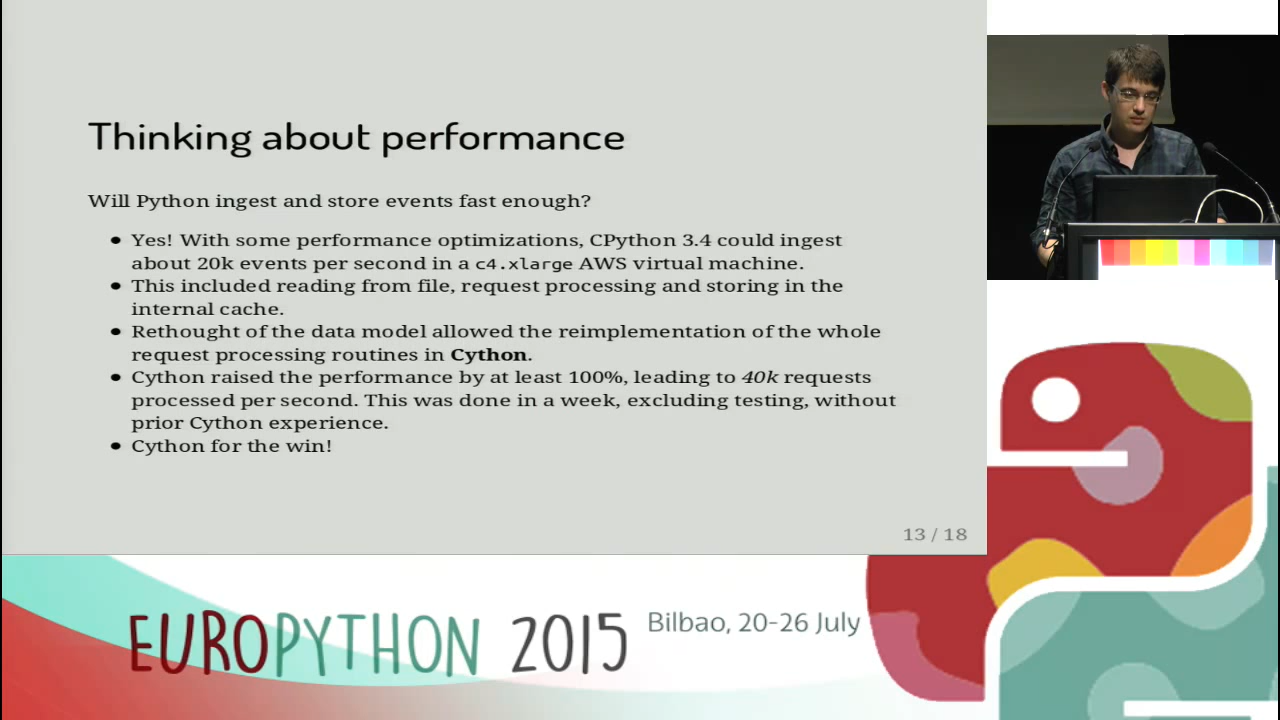 Thinking about performance
Will Python ingest and store events fast enough?
● Yes! With some performance optimizations, CPython 3.4 could ingest
about 20k events per second in a c4.xlarge AWS virtual machine.
● This included reading from file, request processing and storing in the
internal cache.
● Rethought of the data model allowed the reimplementation of the whole
request processing routines in Cython.
● Cython raised the performance by at least 100%, leading to 40k requests
processed per second. This was done in a week, excluding testing, without
prior Cython experience.
● Cython for the win!
13 / 18
EUROPYTHON 2015
Bilbao, 20-26 July